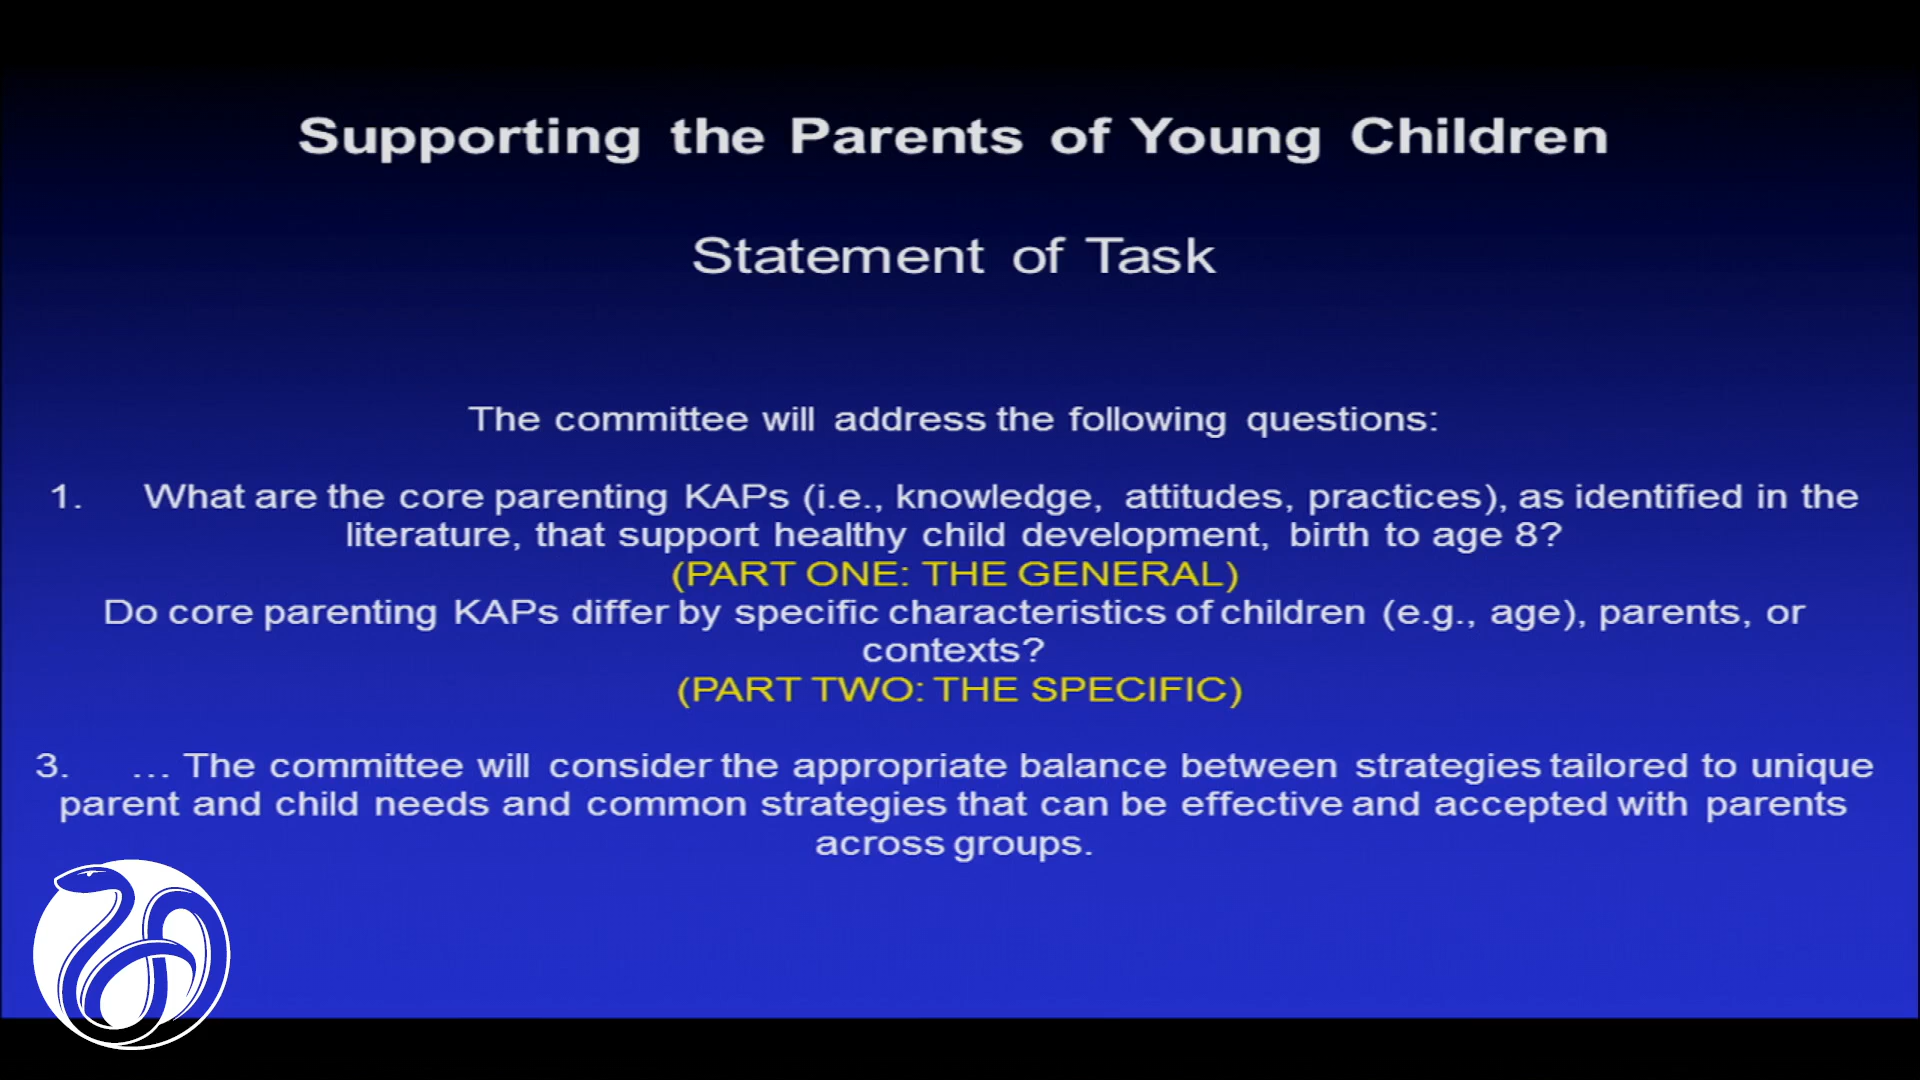 Supporting the Parents of Young Children
Statement of Task
The committee will address the following questions:
1. What are the core parenting KAPs (i.e., knowledge, attitudes, practices), as identified in the
literature, that support healthy child development, birth to age 8?
(PART ONE: THE GENERAL)
Do core parenting KAPs differ by specific characteristics of children (e.g., age), parents, or
contexts?
(PART TWO: THE SPECIFIC)
3. ... The committee will consider the appropriate balance between strategies tailored to unique
parent and child needs and common strategies that can be effective and accepted with parents
across groups.